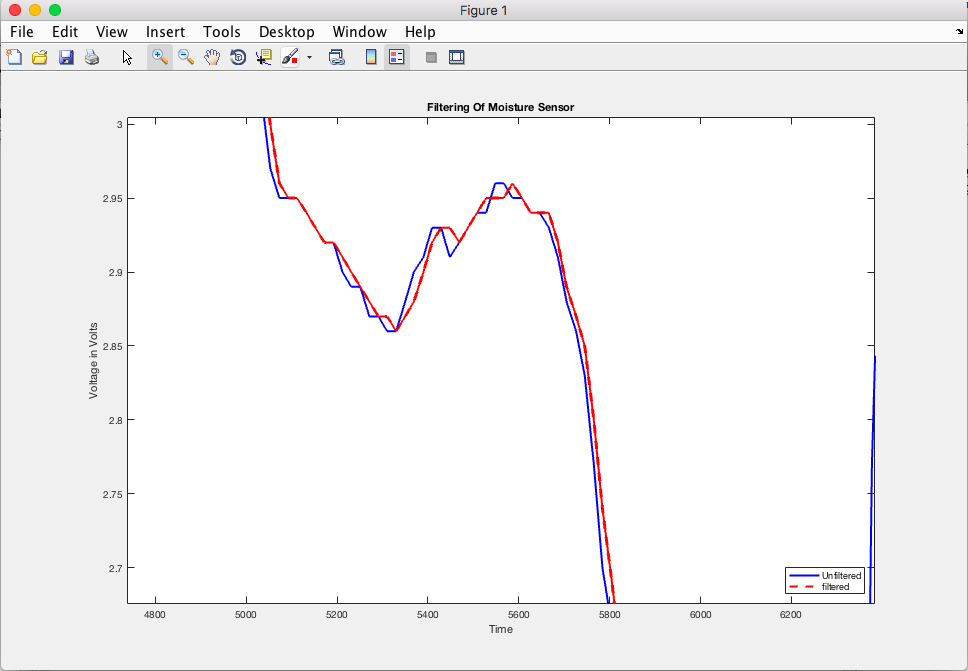 Figure 1
File Edit View Insert Tools Desktop Window Help
Filtering Of Moisture Sensor
3
2.95
2.9
2.85
2.8
2.75
2.7
Voltage in Volts
4800 5000 5200 5400 5600 5800 6000 6200
Time
Unfiltered
filtered